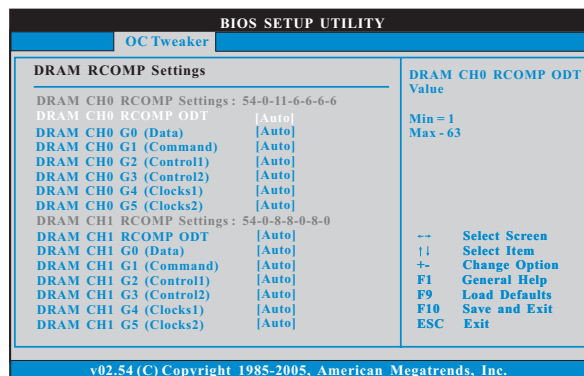 BIOS SETUP UTILITY
OC Tweaker
DRAM RCOMP Settings
DRAM CH0 RCOMP Settings : 54-0-11-6-6-6-6
DRAM CH0 RCOMP ODT [Auto]
DRAM CH0 G0 (Data) [Auto]
DRAM CH0 G1 (Command) [Auto]
DRAM CH0 G2 (Control1) [Auto]
DRAM CH0 G3 (Control2) [Auto]
DRAM CH0 G4 (Clocks1) [Auto]
DRAM CH0 G5 (Clocks2) [Auto]
DRAM CH1 RCOMP Settings : 54-0-8-8-0-8-0
DRAM CH1 RCOMP ODT [Auto]
DRAM CH1 G0 (Data) [Auto]
DRAM CH1 G1 (Command) [Auto]
DRAM CH1 G2 (Control1) [Auto]
DRAM CH1 G3 (Control2) [Auto]
DRAM CH1 G4 (Clocks1) [Auto]
DRAM CH1 G5 (Clocks2) [Auto]
DRAM CH0 RCOMP ODT
Value
Min = 1
Max - 63
←→ Select Screen
↑↓ Select Item
+- Change Option
F1 General Help
F9 Load Defaults
F10 Save and Exit
ESC Exit
v02.54 (C) Copyright 1985-2005, American Megatrends, Inc.